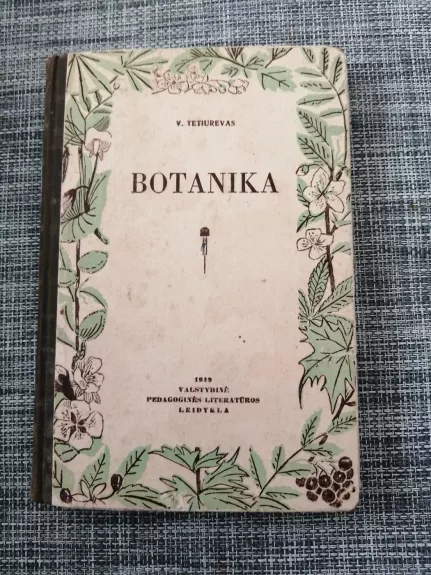 V. TETIUREVAS
BOTANIKA
1949
VALSTYBINĖ
PEDAGOGINĖS LITERATŪROS
LEIDYKLA